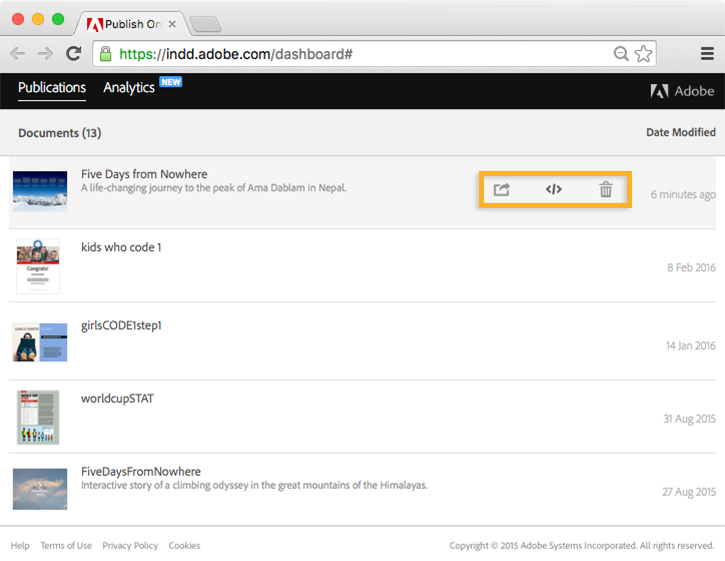 Publish On
https://indd.adobe.com/dashboard#
Publications Analytics NEW Adobe
Documents (13) Date Modified
Five Days from Nowhere
A life-changing journey to the peak of Ama Dablam in Nepal.
6 minutes ago
kids who code 1
Congrats!
8 Feb 2016
girlsCODE1step1
14 Jan 2016
worldcupSTAT
31 Aug 2015
FiveDaysFromNowhere
Interactive story of a climbing odyssey in the great mountains of the Himalayas.
27 Aug 2015
Help Terms of Use Privacy Policy Cookies Copyright © 2015 Adobe Systems Incorporated. All rights reserved.